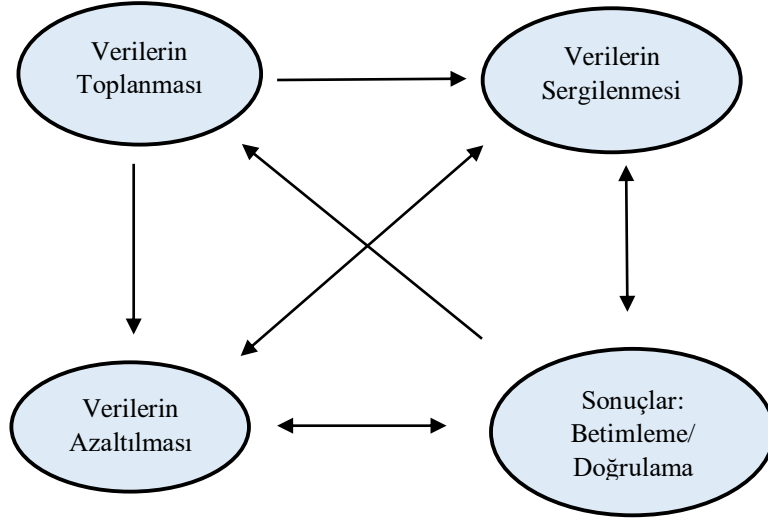 Verilerin
Toplanması
Verilerin
Sergilenmesi
Verilerin
Azaltılması
Sonuçlar:
Betimleme/
Doğrulama